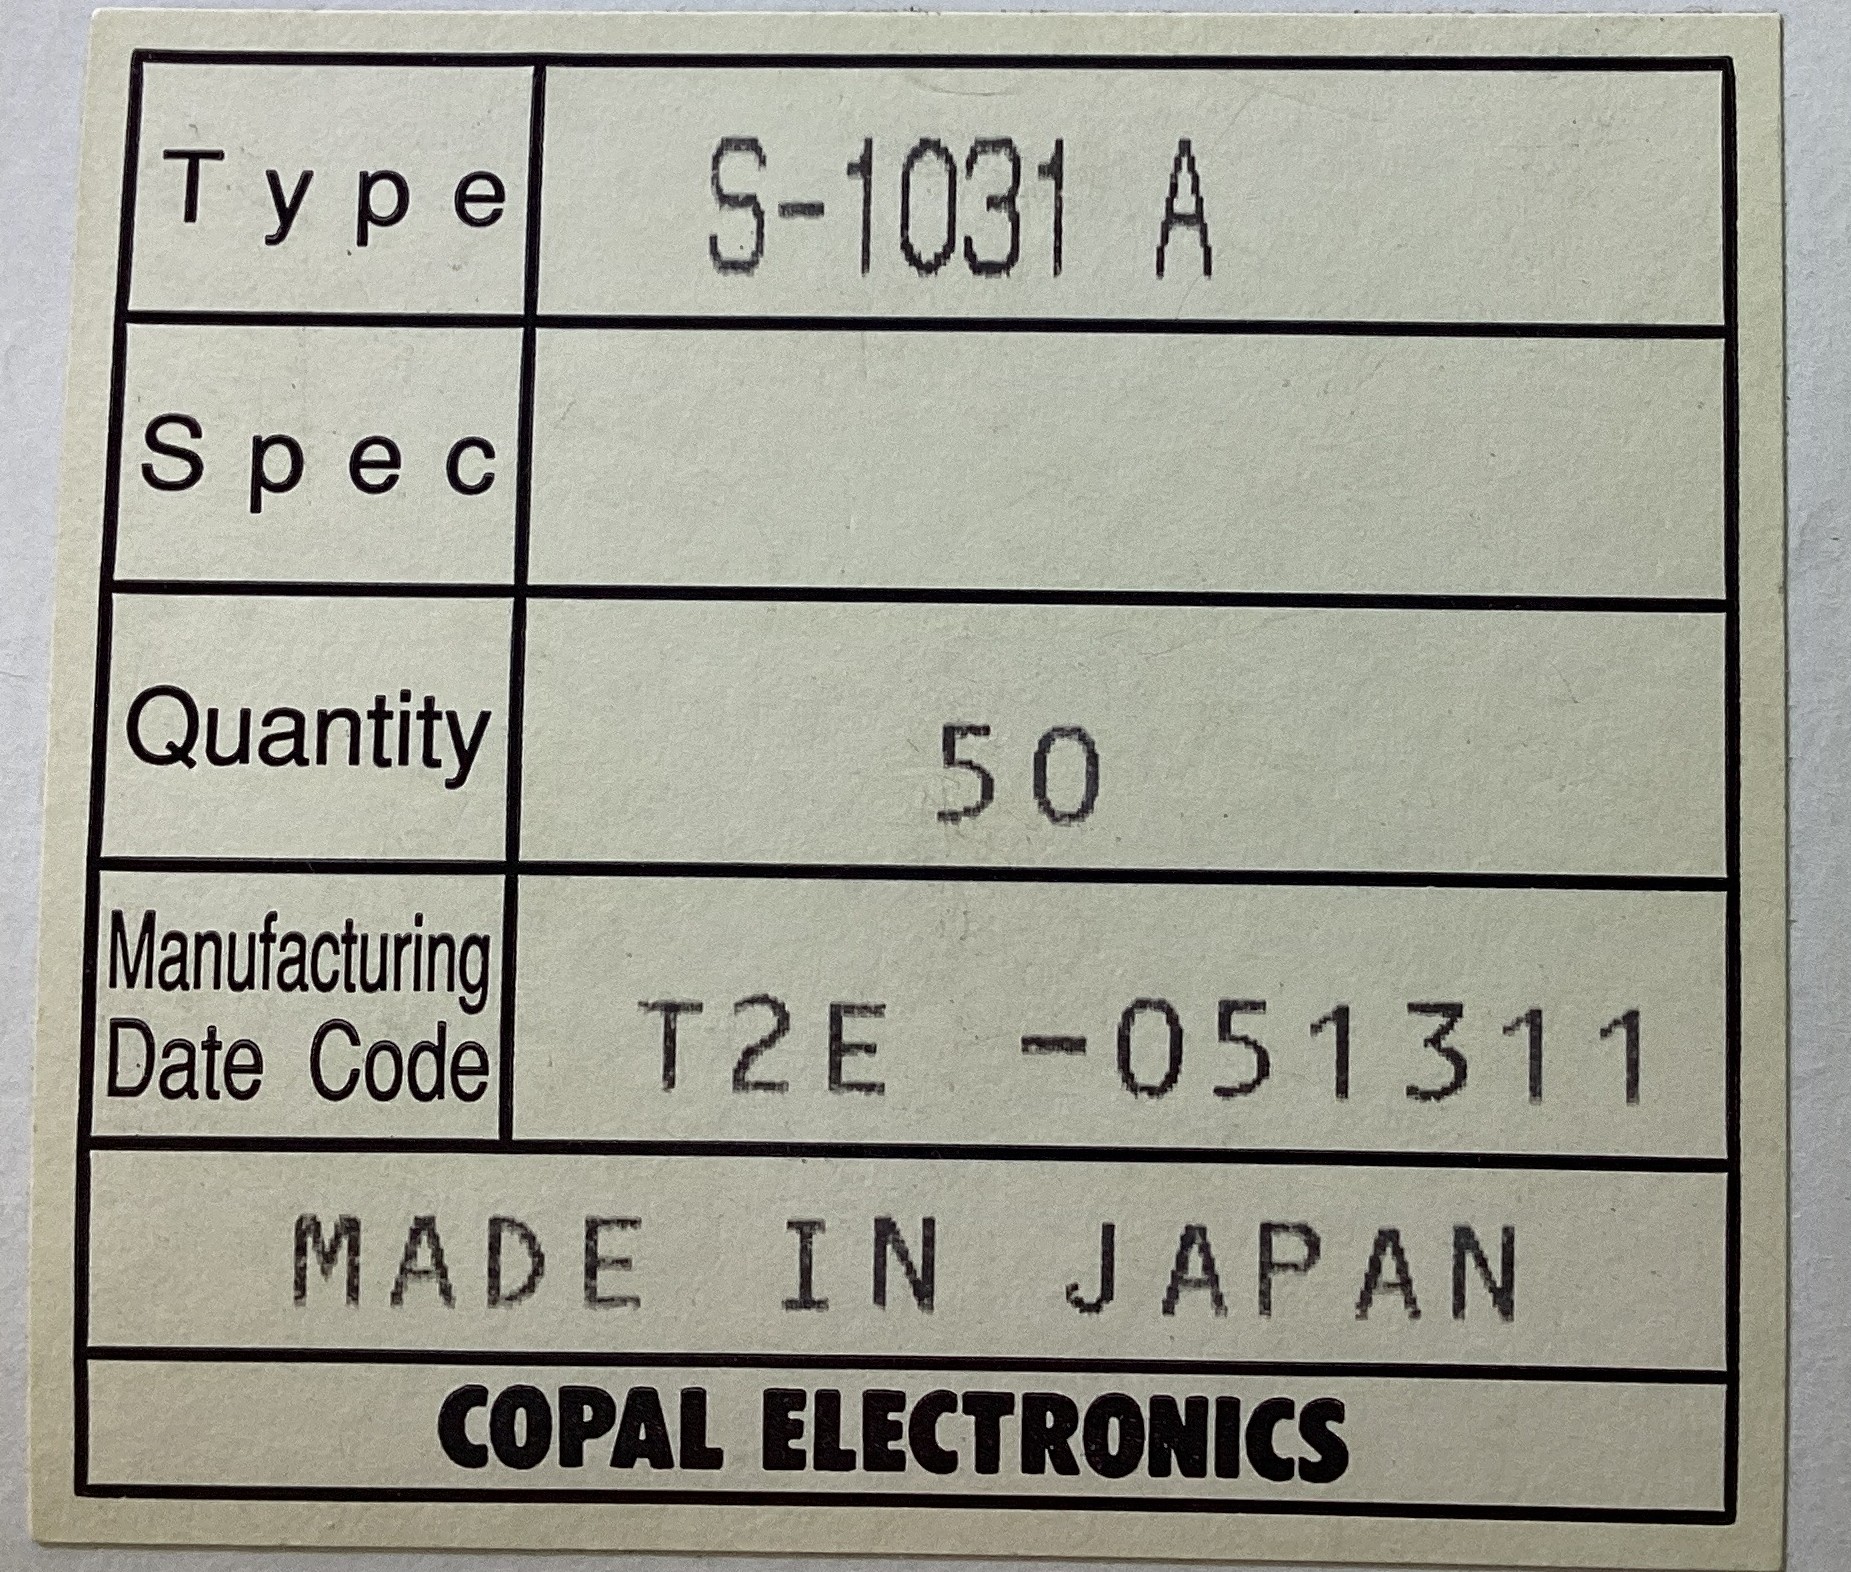 Type S-1031 A
Spec
Quantity 50
Manufacturing
Date Code T2E -051311
MADE IN JAPAN
COPAL ELECTRONICS